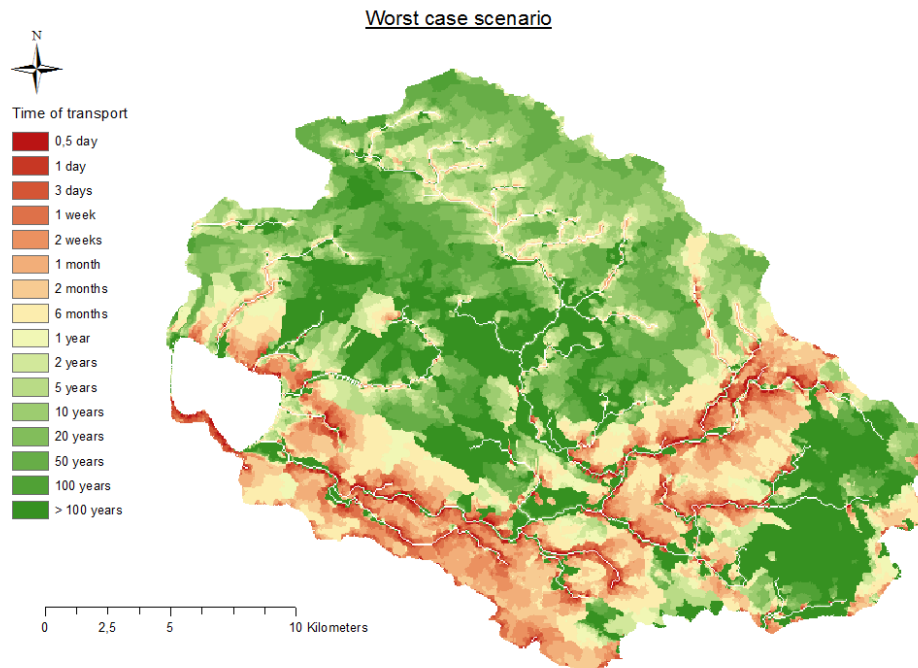 Worst case scenario
N
Time of transport
0,5 day
1 day
3 days
1 week
2 weeks
1 month
2 months
6 months
1 year
2 years
5 years
10 years
20 years
50 years
100 years
> 100 years
0 2,5 5 10 Kilometers